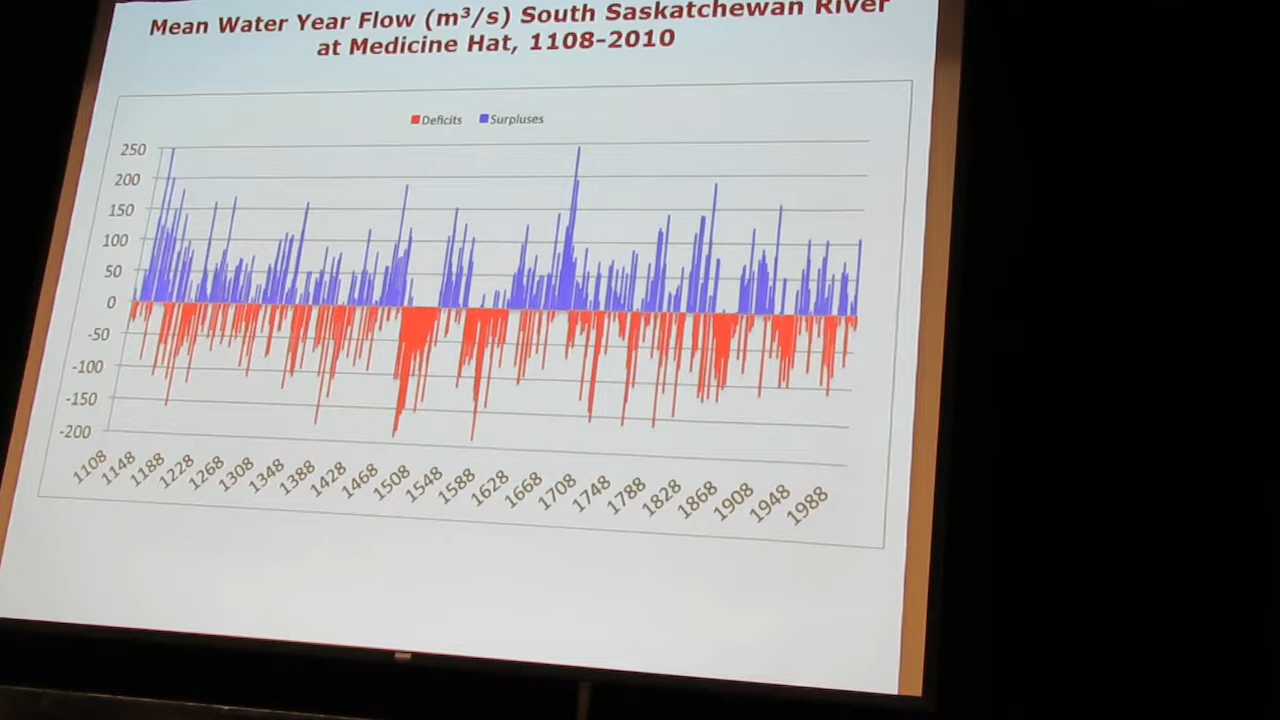 Mean Water Year Flow (m³/s) South Saskatchewan River
at Medicine Hat, 1108-2010
Deficits Surpluses
250
200
150
100
50
0
-50
-100
-150
-200
1108 1148 1188 1228 1268 1308 1348 1388 1428 1468 1508 1548 1588 1628 1668 1708 1748 1788 1828 1868 1908 1948 1988